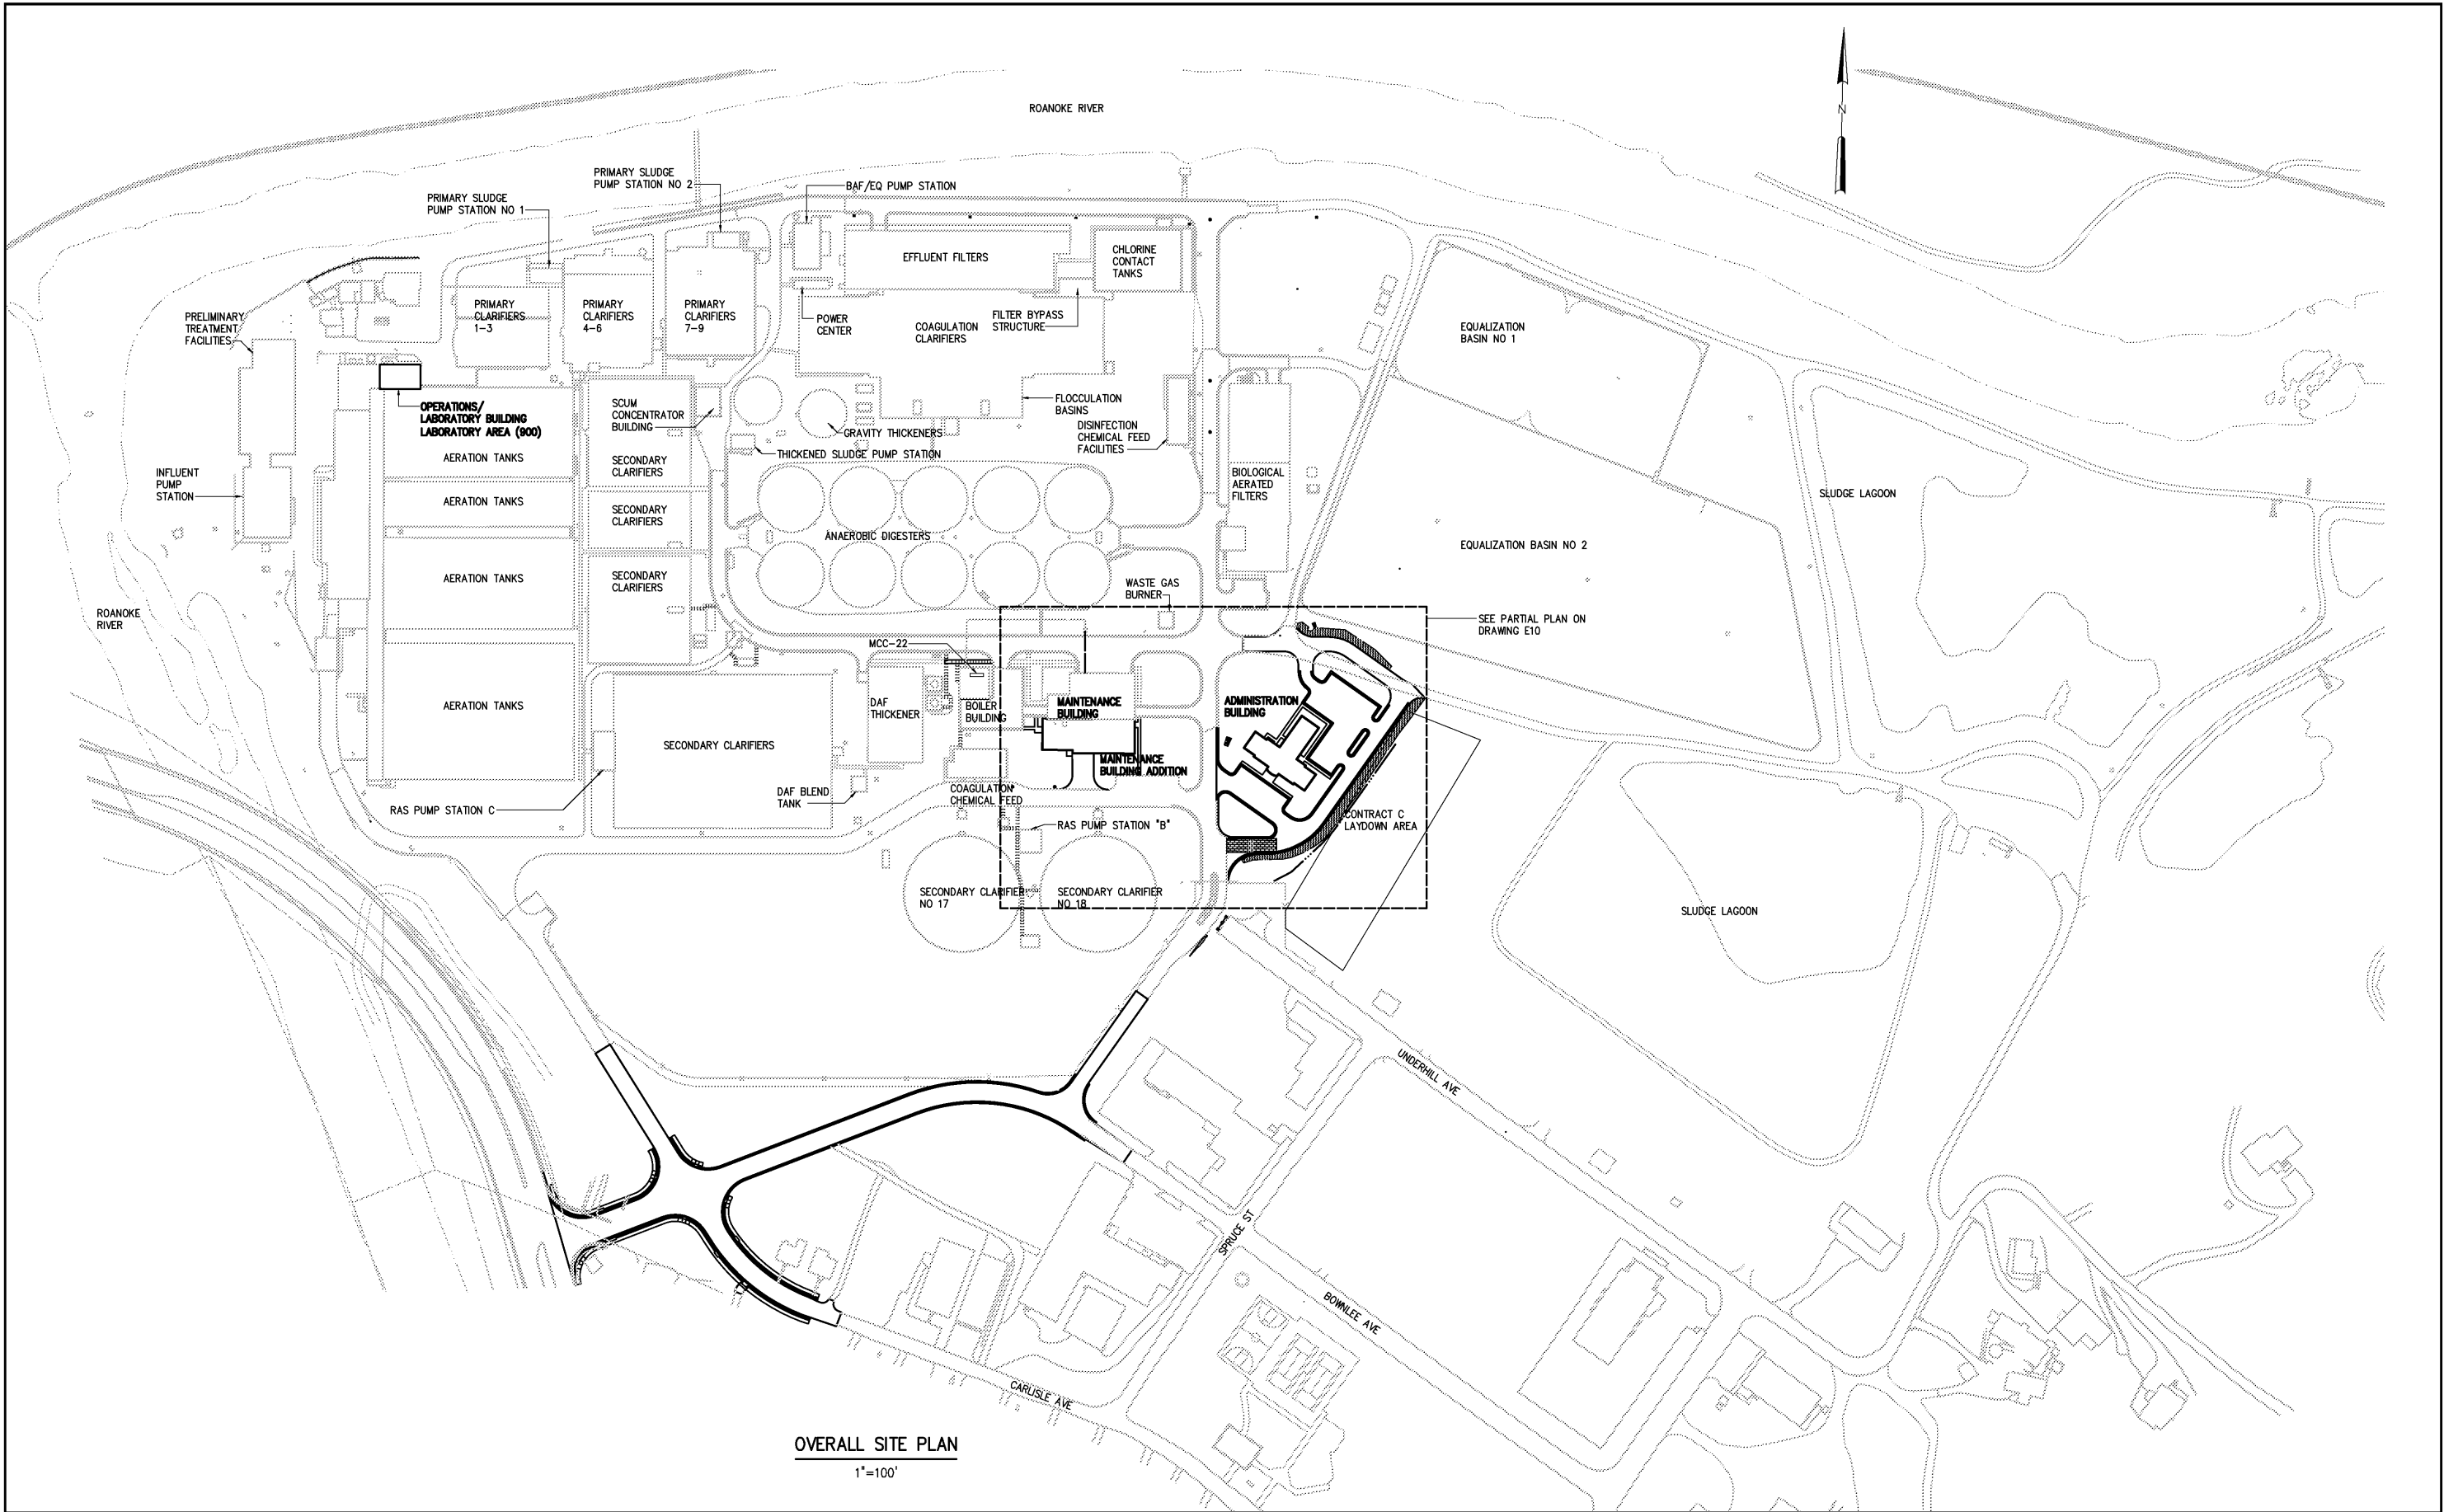 ROANOKE RIVER
N
PRIMARY SLUDGE
PUMP STATION NO 2
BAF/EQ PUMP STATION
PRIMARY SLUDGE
PUMP STATION NO 1
EFFLUENT FILTERS
CHLORINE
CONTACT
TANKS
PRELIMINARY
TREATMENT
FACILITIES
PRIMARY
CLARIFIERS
1-3
PRIMARY
CLARIFIERS
4-6
PRIMARY
CLARIFIERS
7-9
POWER
CENTER
COAGULATION
CLARIFIERS
FILTER BYPASS
STRUCTURE
EQUALIZATION
BASIN NO 1
OPERATIONS/
LABORATORY BUILDING
LABORATORY AREA (900)
SCUM
CONCENTRATOR
BUILDING
FLOCCULATION
BASINS
GRAVITY THICKENERS
DISINFECTION
CHEMICAL FEED
FACILITIES
THICKENED SLUDGE PUMP STATION
AERATION TANKS
SECONDARY
CLARIFIERS
INFLUENT
PUMP
STATION
BIOLOGICAL
AERATED
FILTERS
SLUDGE LAGOON
AERATION TANKS
SECONDARY
CLARIFIERS
ANAEROBIC DIGESTERS
EQUALIZATION BASIN NO 2
AERATION TANKS
SECONDARY
CLARIFIERS
WASTE GAS
BURNER
ROANOKE
RIVER
SEE PARTIAL PLAN ON
DRAWING E10
MCC-22
AERATION TANKS
DAF
THICKENER
BOILER
BUILDING
MAINTENANCE
BUILDING
ADMINISTRATION
BUILDING
SECONDARY CLARIFIERS
MAINTENANCE
BUILDING ADDITION
RAS PUMP STATION C
DAF BLEND
TANK
COAGULATION
CHEMICAL FEED
CONTRACT C
LAYDOWN AREA
RAS PUMP STATION "B"
SECONDARY CLARIFIER
NO 17
SECONDARY CLARIFIER
NO 18
SLUDGE LAGOON
UNDERHILL AVE
SPRUCE ST
BOWNLEE AVE
CARLISLE AVE
OVERALL SITE PLAN
1"=100'